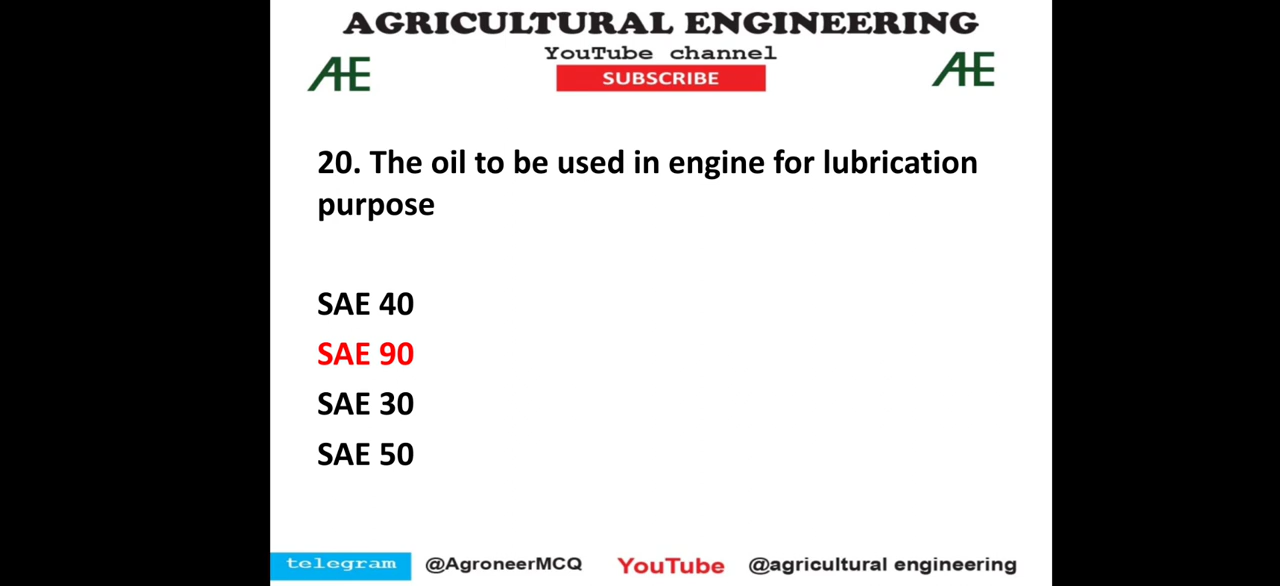 AGRICULTURAL ENGINEERING
YouTube channel
AE SUBSCRIBE AE
20. The oil to be used in engine for lubrication
purpose
SAE 40
SAE 90
SAE 30
SAE 50
telegram @AgroneerMCQ YouTube @agricultural engineering